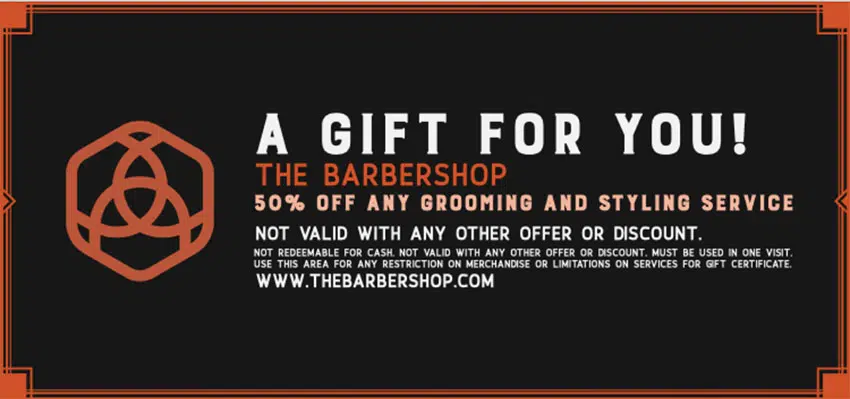 A GIFT FOR YOU!
THE BARBERSHOP
50% OFF ANY GROOMING AND STYLING SERVICE
NOT VALID WITH ANY OTHER OFFER OR DISCOUNT.
NOT REDEEMABLE FOR CASH. NOT VALID WITH ANY OTHER OFFER OR DISCOUNT. MUST BE USED IN ONE VISIT.
USE THIS AREA FOR ANY RESTRICTION ON MERCHANDISE OR LIMITATIONS ON SERVICES FOR GIFT CERTIFICATE.
WWW.THEBARBERSHOP.COM